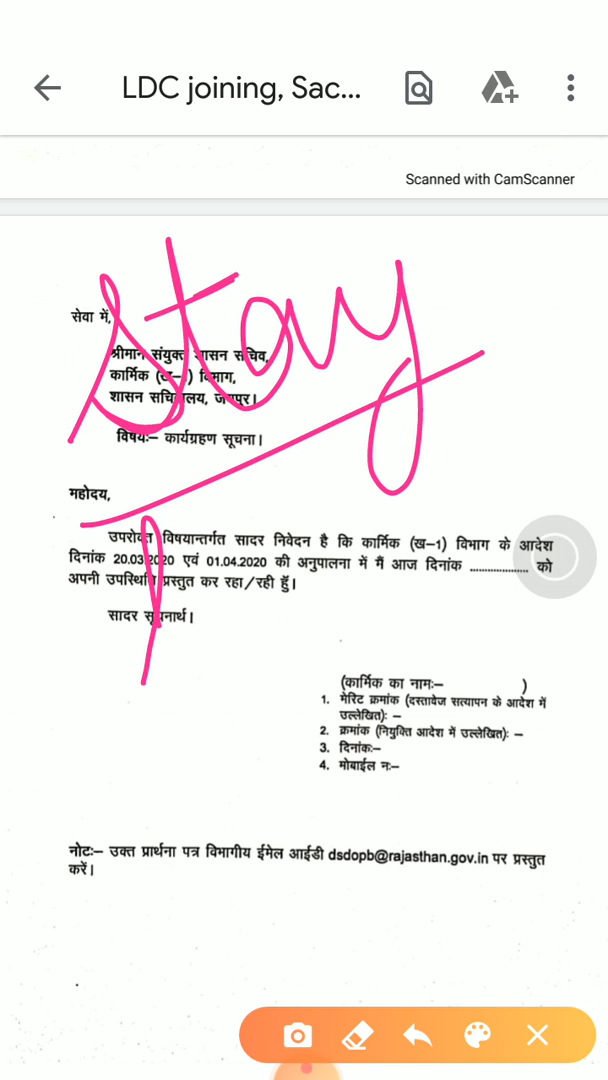 LDC joining, Sac...
Scanned with CamScanner
Stay
सेवा में,
श्रीमान संयुक्त शासन सचिव,
कार्मिक (ख–1) विभाग,
शासन सचिवालय, जयपुर।
विषयः– कार्यग्रहण सूचना।
महोदय,
उपरोक्त विषयान्तर्गत सादर निवेदन है कि कार्मिक (ख–1) विभाग के आदेश
दिनांक 20.03.2020 एवं 01.04.2020 की अनुपालना में मैं आज दिनांक .................... को
अपनी उपस्थिति प्रस्तुत कर रहा/रही हूँ।
सादर सूचनार्थ।
(कार्मिक का नामः– )
1. मेरिट क्रमांक (दस्तावेज सत्यापन के आदेश में
उल्लेखित): –
2. क्रमांक (नियुक्ति आदेश में उल्लेखित): –
3. दिनांकः–
4. मोबाईल नः–
नोटः– उक्त प्रार्थना पत्र विभागीय ईमेल आईडी dsdopb@rajasthan.gov.in पर प्रस्तुत
करें।